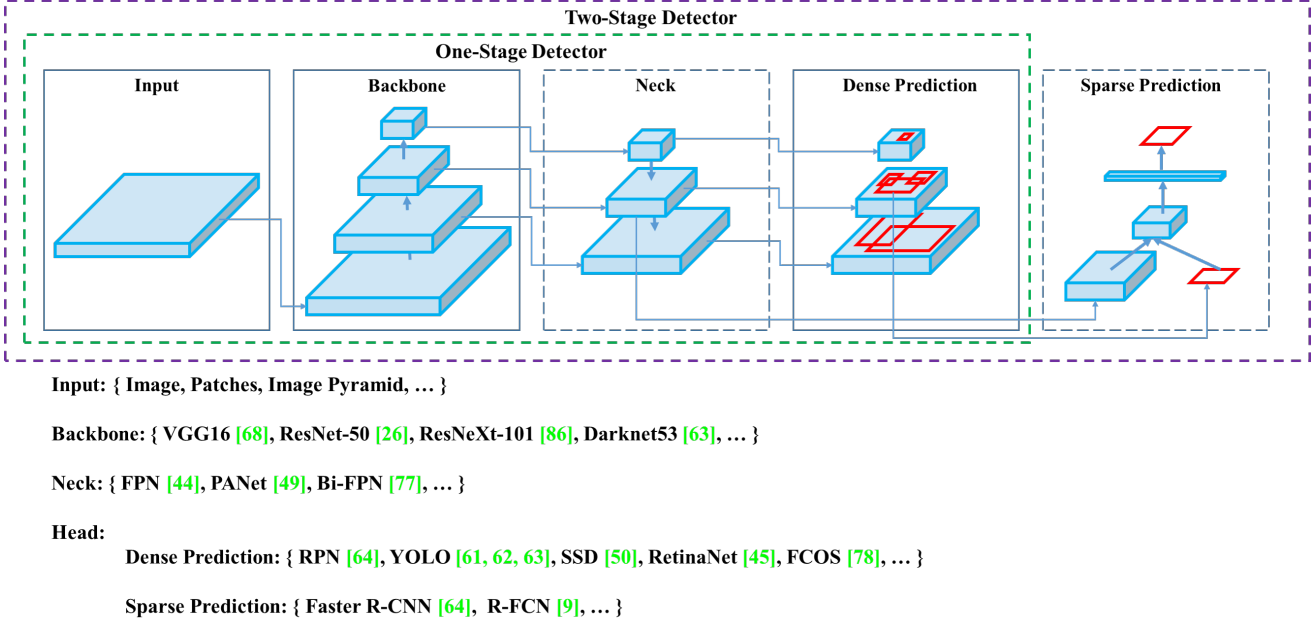 Two-Stage Detector
One-Stage Detector
Input
Backbone
Neck
Dense Prediction
Sparse Prediction
Input: { Image, Patches, Image Pyramid, … }
Backbone: { VGG16 [68], ResNet-50 [26], ResNeXt-101 [86], Darknet53 [63], … }
Neck: { FPN [44], PANet [49], Bi-FPN [77], … }
Head:
Dense Prediction: { RPN [64], YOLO [61, 62, 63], SSD [50], RetinaNet [45], FCOS [78], … }
Sparse Prediction: { Faster R-CNN [64], R-FCN [9], … }